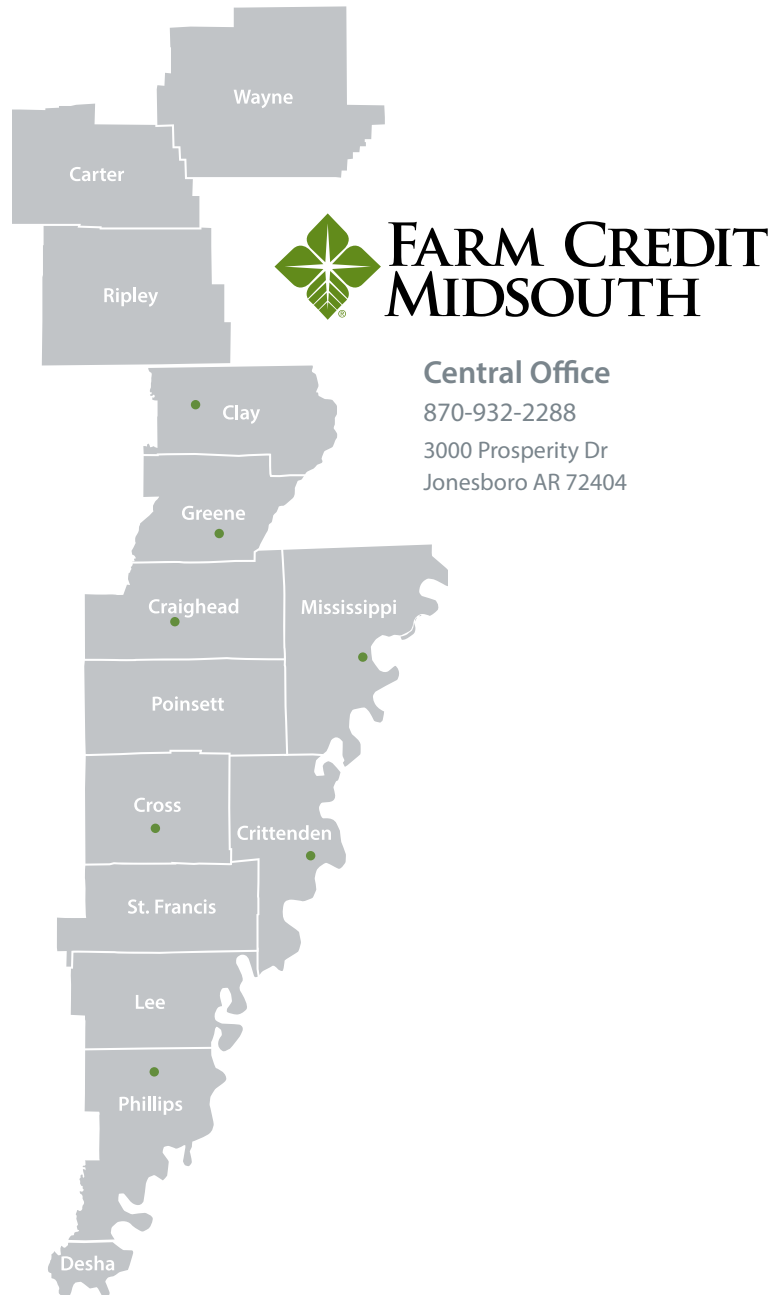 Wayne
Carter
FARM CREDIT
MIDSOUTH
®
Ripley
Central Office
870-932-2288
3000 Prosperity Dr
Jonesboro AR 72404
Clay
Greene
Craighead
Mississippi
Poinsett
Cross
Crittenden
St. Francis
Lee
Phillips
Desha